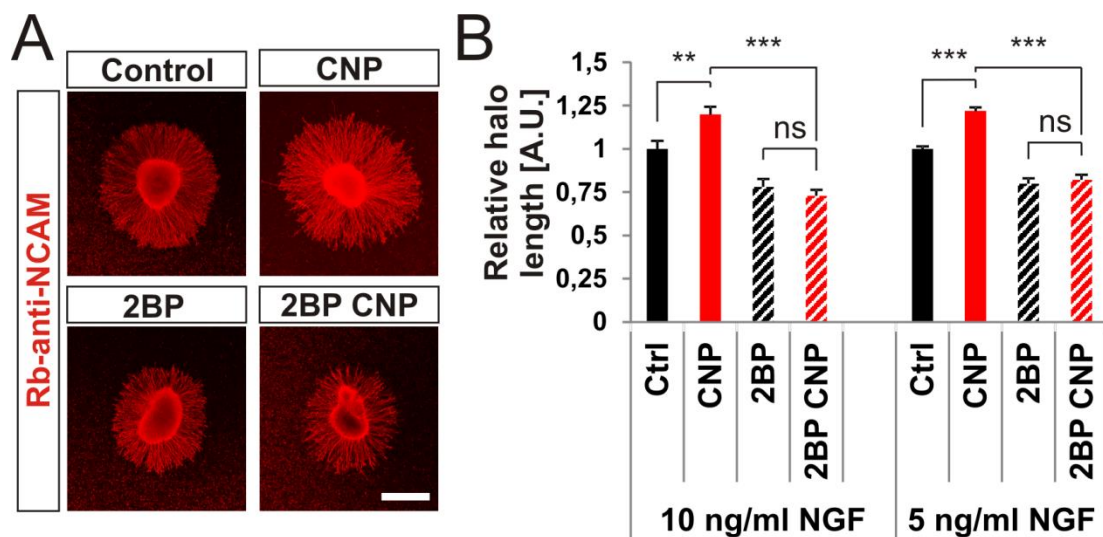 A
Control
CNP
2BP
2BP CNP
Rb-anti-NCAM
B
Relative halo
length [A.U.]
1,5
1,25
1
0,75
0,5
0,25
0
**
***
ns
***
***
ns
Ctrl
CNP
2BP
2BP CNP
Ctrl
CNP
2BP
2BP CNP
10 ng/ml NGF
5 ng/ml NGF